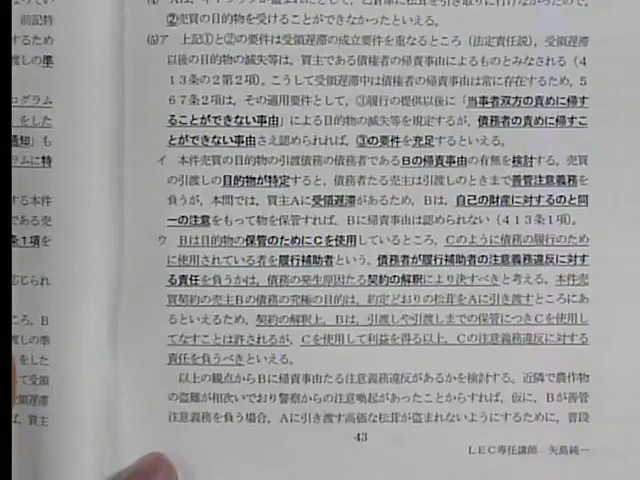 ②売買の目的物を受けることができなかったといえる。
(5)ア　上記①と②の要件は受領遅滞の成立要件を重なるところ（法定責任説），受領遅滞
以後の目的物の滅失等は，買主である債権者の帰責事由によるものとみなされる（４
１３条の２第２項）。こうして受領遅滞中は債権者の帰責事由は常に存在するため，５
６７条２項は，その適用要件として，③履行の提供以後に「当事者双方の責めに帰す
ることができない事由」による目的物の滅失等を規定するが，債務者の責めに帰すこ
とができない事由さえ認められれば，③の要件を充足するといえる。
イ　本件売買の目的物の引渡債務の債務者であるＢの帰責事由の有無を検討する。売買
の引渡しの目的物が特定すると，債務者たる売主は引渡しのときまで善管注意義務を
負うが，本問では，買主Ａに受領遅滞があるため，Ｂは，自己の財産に対するのと同
一の注意をもって物を保管すれば，Ｂに帰責事由は認められない（４１３条１項）。
ウ　Ｂは目的物の保管のためにＣを使用しているところ，Ｃのように債務の履行のため
に使用されている者を履行補助者という。債務者が履行補助者の注意義務違反に対す
る責任を負うかは，債務の発生原因たる契約の解釈により決すべきと考える。本件売
買契約の売主Ｂの債務の究極の目的は，約定どおりの松茸をＡに引き渡すところにあ
るといえるため，契約の解釈上，Ｂは，引渡しや引渡しまでの保管につきＣを使用し
てなすことは許されるが，Ｃを使用して利益を得る以上，Ｃの注意義務違反に対する
責任を負うべきといえる。
以上の観点からＢに帰責事由たる注意義務違反があるかを検討する。近隣で農作物
の盗難が相次いでおり警察からの注意喚起があったことからすれば，仮に，Ｂが善管
注意義務を負う場合，Ａに引き渡す高価な松茸が盗まれないようにするために，普段
43
ＬＥＣ専任講師　矢島純一